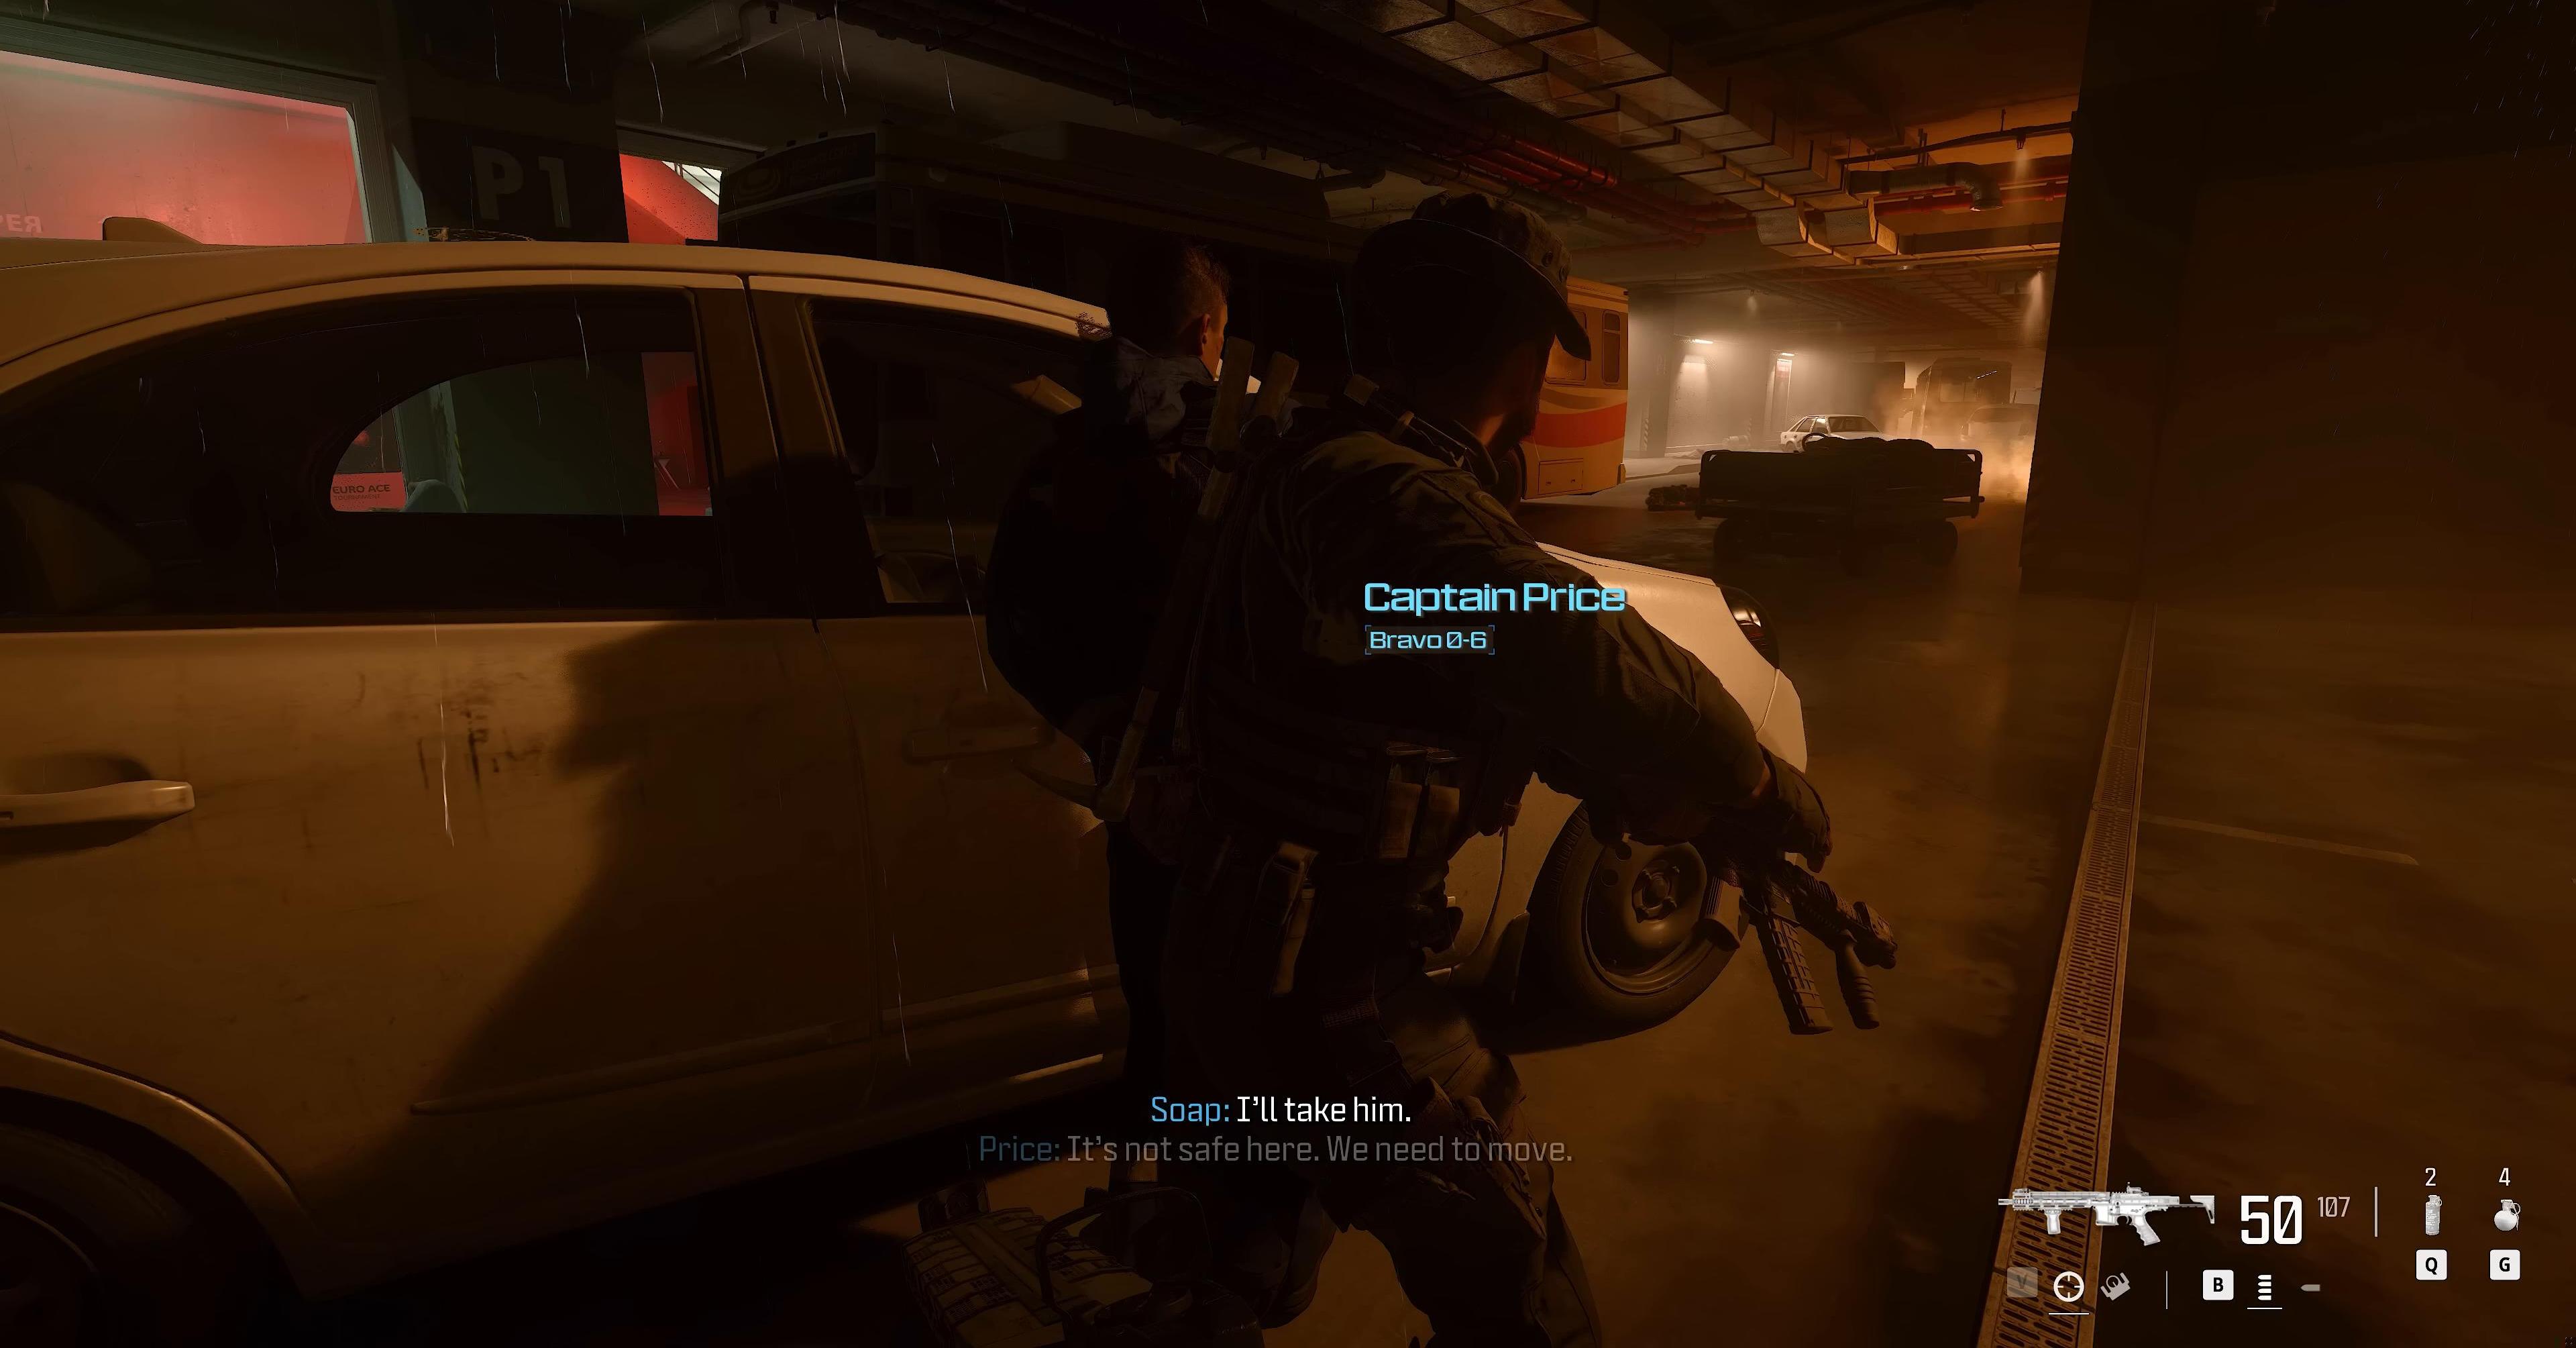 P1
PER
EURO ACE
Captain Price
Bravo 0-6
Soap: I'll take him.
Price: It's not safe here. We need to move.
2 4
50 107
Q G
V B